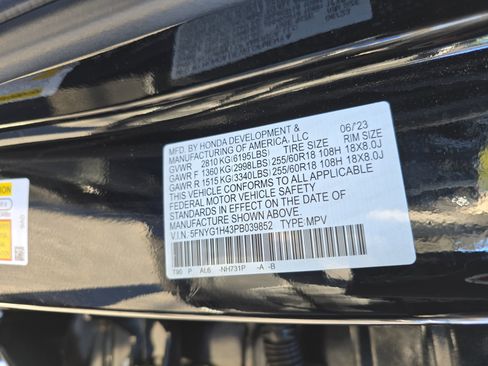 MFD. BY HONDA DEVELOPMENT & 06/23
MANUFACTURING OF AMERICA, LLC
GVWR 2810 KG(6195LBS) TIRE SIZE RIM SIZE
GAWR F 1360 KG(2998LBS) 255/60R18 108H 18X8.0J
GAWR R 1515 KG(3340LBS) 255/60R18 108H 18X8.0J
THIS VEHICLE CONFORMS TO ALL APPLICABLE
FEDERAL MOTOR VEHICLE SAFETY
STANDARDS IN EFFECT ON THE DATE OF
MANUFACTURE SHOWN ABOVE.
V.I.N. 5FNYG1H43PB039852 TYPE MPV
790 P AL6 -NH731P -A -B